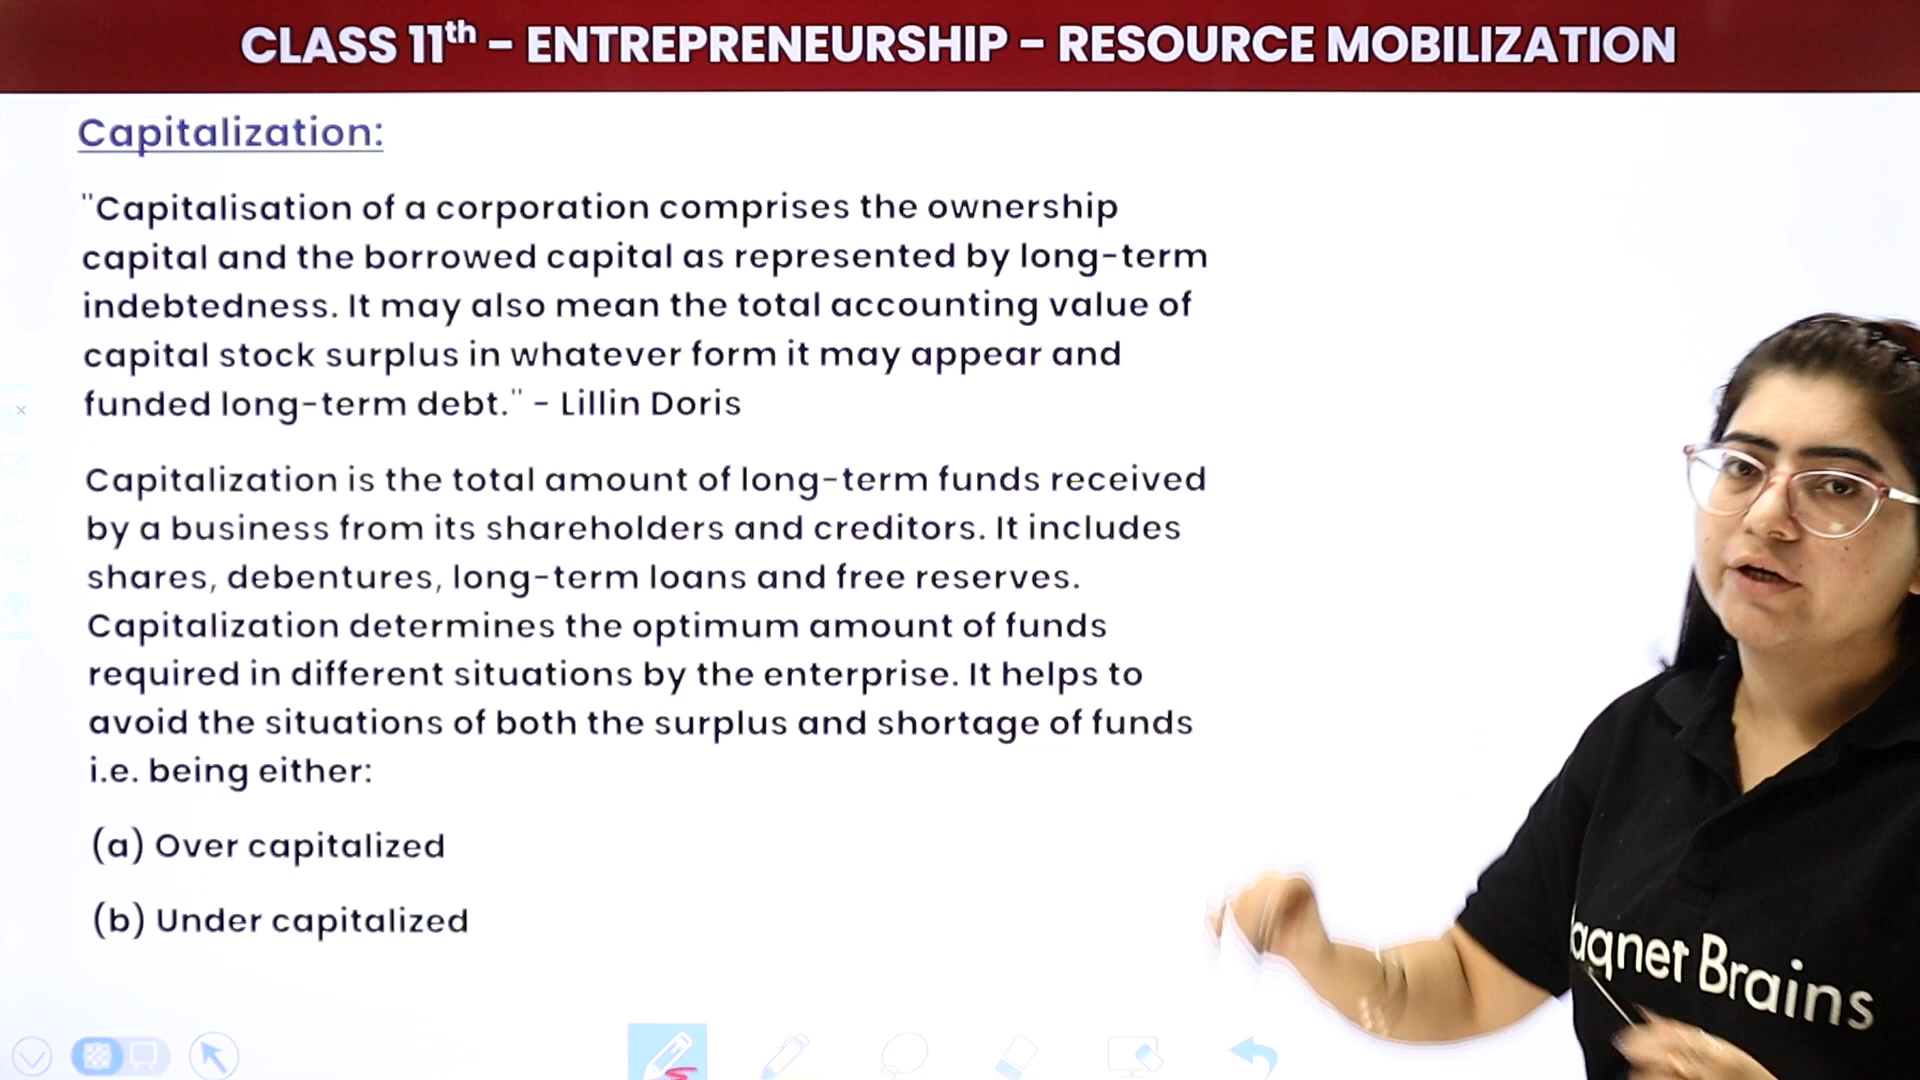 CLASS 11th - ENTREPRENEURSHIP - RESOURCE MOBILIZATION
Capitalization:
"Capitalisation of a corporation comprises the ownership
capital and the borrowed capital as represented by long-term
indebtedness. It may also mean the total accounting value of
capital stock surplus in whatever form it may appear and
funded long-term debt." - Lillin Doris
Capitalization is the total amount of long-term funds received
by a business from its shareholders and creditors. It includes
shares, debentures, long-term loans and free reserves.
Capitalization determines the optimum amount of funds
required in different situations by the enterprise. It helps to
avoid the situations of both the surplus and shortage of funds
i.e. being either:
(a) Over capitalized
(b) Under capitalized
agnet Brains